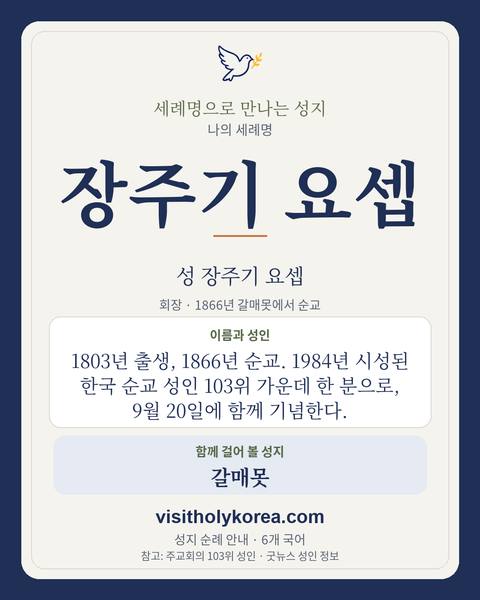 세례명으로 만나는 성지
나의 세례명
장주기 요셉
성 장주기 요셉
회장 · 1866년 갈매못에서 순교
이름과 성인
1803년 출생, 1866년 순교. 1984년 시성된
한국 순교 성인 103위 가운데 한 분으로,
9월 20일에 함께 기념한다.
함께 걸어 볼 성지
갈매못
visitholykorea.com
성지 순례 안내 · 6개 국어
참고: 주교회의 103위 성인 · 굿뉴스 성인 정보